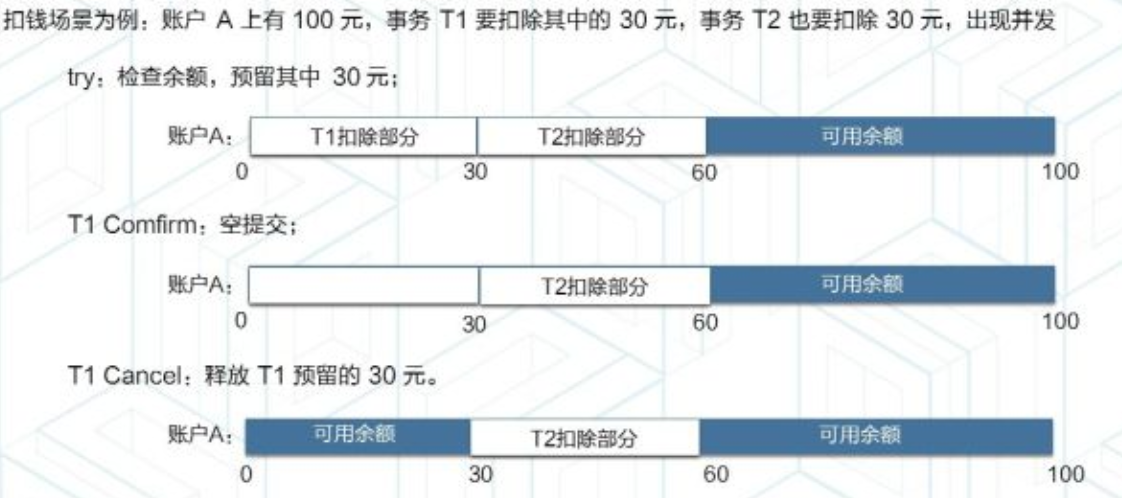 扣钱场景为例：账户 A 上有 100 元，事务 T1 要扣除其中的 30 元，事务 T2 也要扣除 30 元，出现并发
try：检查余额，预留其中 30 元；
账户A： T1扣除部分 T2扣除部分 可用余额
0 30 60 100
T1 Comfirm：空提交；
账户A： T2扣除部分 可用余额
0 30 60 100
T1 Cancel：释放 T1 预留的 30 元。
账户A： 可用余额 T2扣除部分 可用余额
0 30 60 100